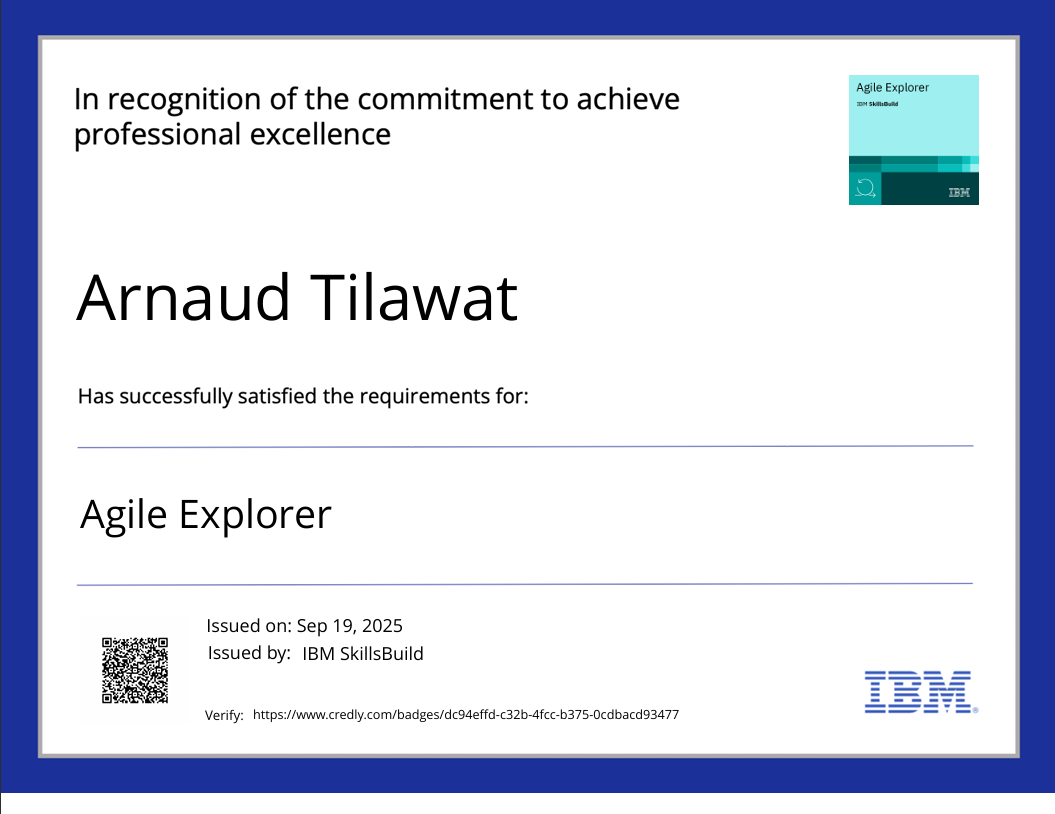 In recognition of the commitment to achieve
professional excellence
Agile Explorer
IBM SkillsBuild
IBM
Arnaud Tilawat
Has successfully satisfied the requirements for:
Agile Explorer
Issued on: Sep 19, 2025
Issued by: IBM SkillsBuild
Verify: https://www.credly.com/badges/dc94effd-c32b-4fcc-b375-0cdbacd93477
IBM®